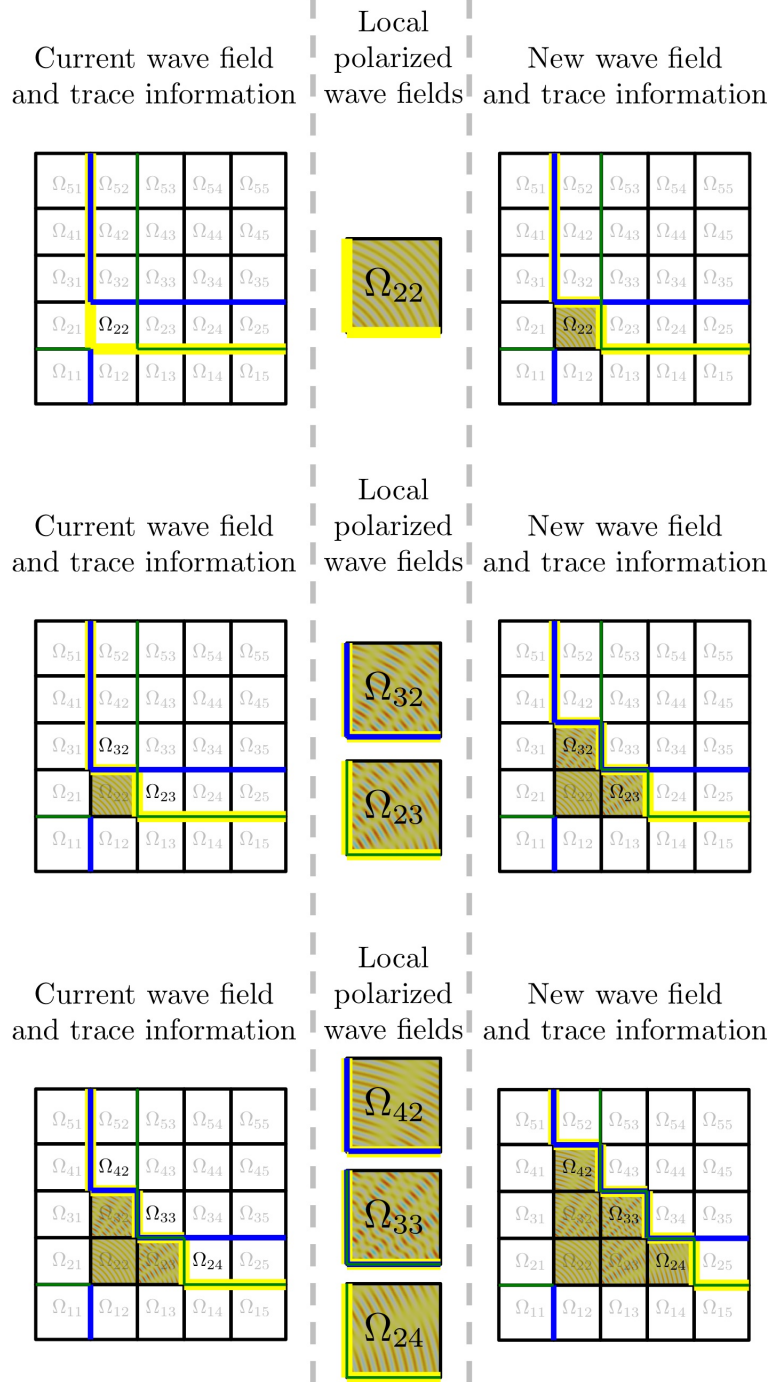 Current wave field
and trace information
Ω₅₁ Ω₅₂ Ω₅₃ Ω₅₄ Ω₅₅
Ω₄₁ Ω₄₂ Ω₄₃ Ω₄₄ Ω₄₅
Ω₃₁ Ω₃₂ Ω₃₃ Ω₃₄ Ω₃₅
Ω₂₁ Ω₂₂ Ω₂₃ Ω₂₄ Ω₂₅
Ω₁₁ Ω₁₂ Ω₁₃ Ω₁₄ Ω₁₅
Local
polarized
wave fields
Ω₂₂
New wave field
and trace information
Ω₅₁ Ω₅₂ Ω₅₃ Ω₅₄ Ω₅₅
Ω₄₁ Ω₄₂ Ω₄₃ Ω₄₄ Ω₄₅
Ω₃₁ Ω₃₂ Ω₃₃ Ω₃₄ Ω₃₅
Ω₂₁ Ω₂₂ Ω₂₃ Ω₂₄ Ω₂₅
Ω₁₁ Ω₁₂ Ω₁₃ Ω₁₄ Ω₁₅
Current wave field
and trace information
Ω₅₁ Ω₅₂ Ω₅₃ Ω₅₄ Ω₅₅
Ω₄₁ Ω₄₂ Ω₄₃ Ω₄₄ Ω₄₅
Ω₃₁ Ω₃₂ Ω₃₃ Ω₃₄ Ω₃₅
Ω₂₁ Ω₂₂ Ω₂₃ Ω₂₄ Ω₂₅
Ω₁₁ Ω₁₂ Ω₁₃ Ω₁₄ Ω₁₅
Local
polarized
wave fields
Ω₃₂
Ω₂₃
New wave field
and trace information
Ω₅₁ Ω₅₂ Ω₅₃ Ω₅₄ Ω₅₅
Ω₄₁ Ω₄₂ Ω₄₃ Ω₄₄ Ω₄₅
Ω₃₁ Ω₃₂ Ω₃₃ Ω₃₄ Ω₃₅
Ω₂₁ Ω₂₂ Ω₂₃ Ω₂₄ Ω₂₅
Ω₁₁ Ω₁₂ Ω₁₃ Ω₁₄ Ω₁₅
Current wave field
and trace information
Ω₅₁ Ω₅₂ Ω₅₃ Ω₅₄ Ω₅₅
Ω₄₁ Ω₄₂ Ω₄₃ Ω₄₄ Ω₄₅
Ω₃₁ Ω₃₂ Ω₃₃ Ω₃₄ Ω₃₅
Ω₂₁ Ω₂₂ Ω₂₃ Ω₂₄ Ω₂₅
Ω₁₁ Ω₁₂ Ω₁₃ Ω₁₄ Ω₁₅
Local
polarized
wave fields
Ω₄₂
Ω₃₃
Ω₂₄
New wave field
and trace information
Ω₅₁ Ω₅₂ Ω₅₃ Ω₅₄ Ω₅₅
Ω₄₁ Ω₄₂ Ω₄₃ Ω₄₄ Ω₄₅
Ω₃₁ Ω₃₂ Ω₃₃ Ω₃₄ Ω₃₅
Ω₂₁ Ω₂₂ Ω₂₃ Ω₂₄ Ω₂₅
Ω₁₁ Ω₁₂ Ω₁₃ Ω₁₄ Ω₁₅